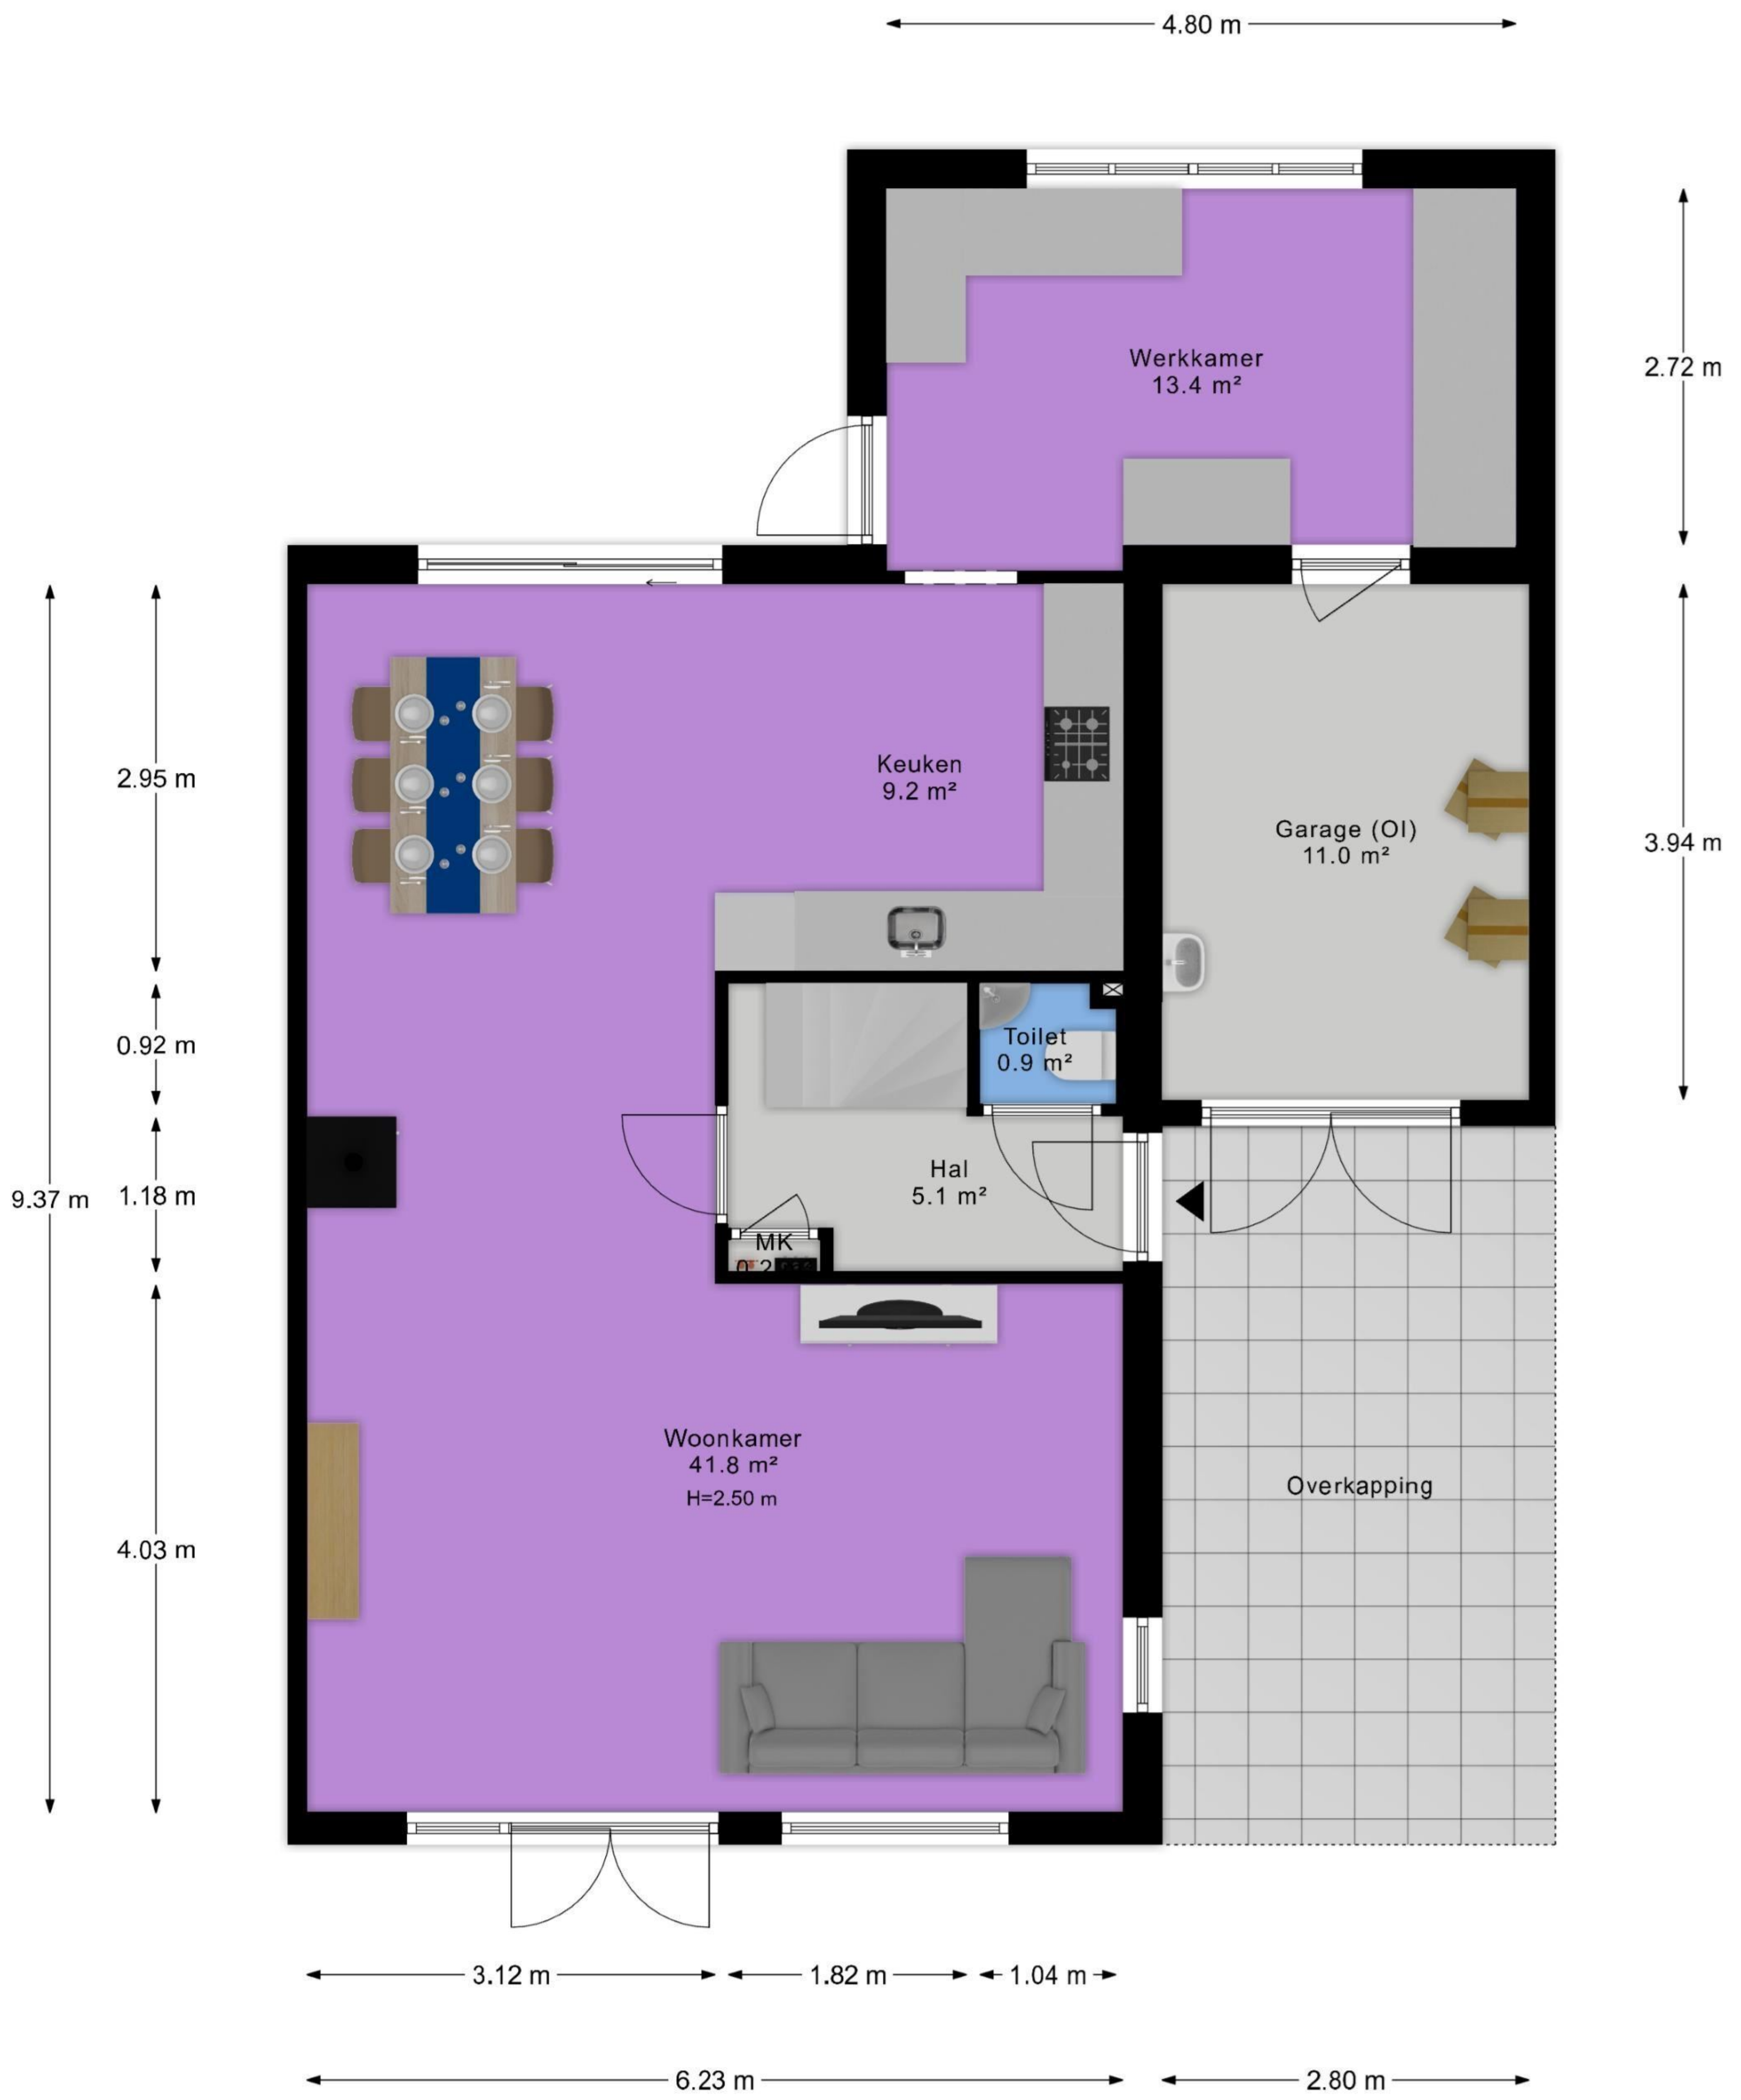 4.80 m
2.72 m
Werkkamer
13.4 m²
2.95 m
Keuken
9.2 m²
Garage (OI)
11.0 m²
3.94 m
0.92 m
Toilet
0.9 m²
9.37 m
1.18 m
Hal
5.1 m²
MK
0.2
4.03 m
Woonkamer
41.8 m²
H=2.50 m
Overkapping
3.12 m
1.82 m
1.04 m
6.23 m
2.80 m